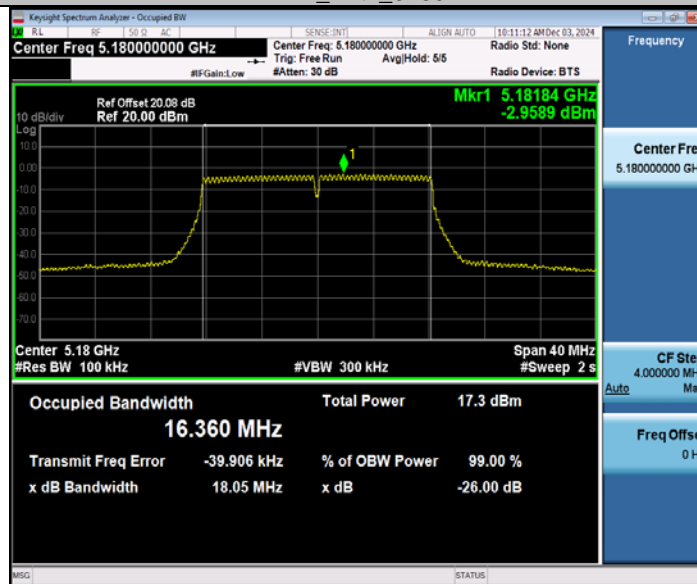 Keysight Spectrum Analyzer - Occupied BW
RL RF 50 Ω AC SENSE:INT ALIGN AUTO 10:11:12 AM Dec 03, 2024
Center Freq 5.180000000 GHz
Center Freq: 5.180000000 GHz
Radio Std: None
Trig: Free Run Avg|Hold: 5/5
#IFGain:Low #Atten: 30 dB Radio Device: BTS
Ref Offset 20.08 dB
10 dB/div Ref 20.00 dBm
Mkr1 5.18184 GHz
-2.9589 dBm
Log
10.0
0.00
-10.0
-20.0
-30.0
-40.0
-50.0
-60.0
-70.0
1
Center 5.18 GHz Span 40 MHz
#Res BW 100 kHz #VBW 300 kHz #Sweep 2 s
Occupied Bandwidth Total Power 17.3 dBm
16.360 MHz
Transmit Freq Error -39.906 kHz % of OBW Power 99.00 %
x dB Bandwidth 18.05 MHz x dB -26.00 dB
MSG STATUS
Frequency
Center Fre
5.180000000 GH
CF Ste
4.000000 MH
Auto Ma
Freq Offse
0 H